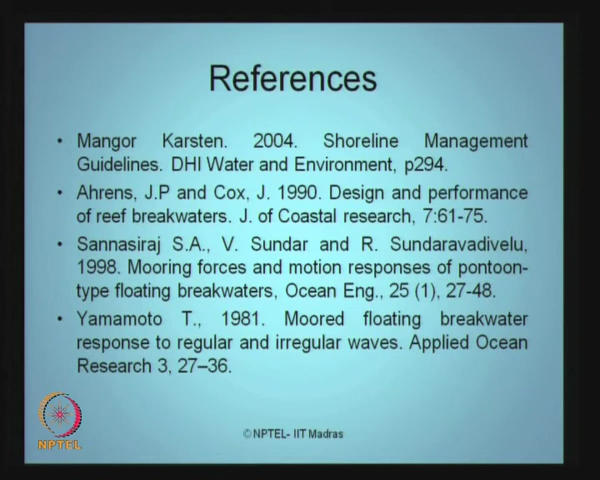 References
• Mangor Karsten. 2004. Shoreline Management
Guidelines. DHI Water and Environment, p294.
• Ahrens, J.P and Cox, J. 1990. Design and performance
of reef breakwaters. J. of Coastal research, 7:61-75.
• Sannasiraj S.A., V. Sundar and R. Sundaravadivelu,
1998. Mooring forces and motion responses of pontoon-
type floating breakwaters, Ocean Eng., 25 (1), 27-48.
• Yamamoto T., 1981. Moored floating breakwater
response to regular and irregular waves. Applied Ocean
Research 3, 27–36.
NPTEL
©NPTEL- IIT Madras